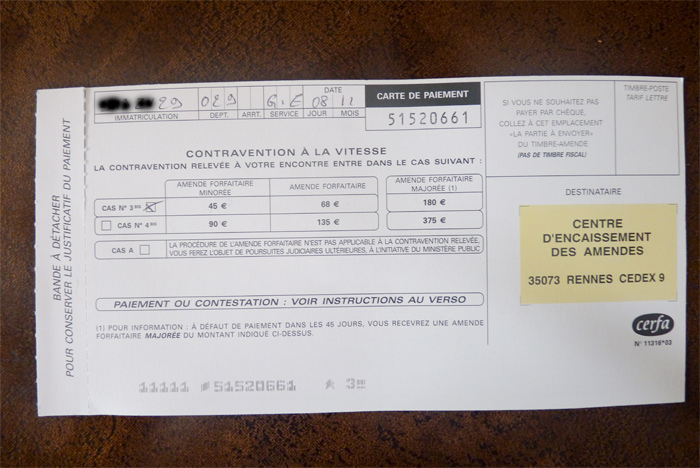 BANDE À DÉTACHER
POUR CONSERVER LE JUSTIFICATIF DU PAIEMENT
DATE
29 029 G.E 08 11
IMMATRICULATION DÉPT. ARRT. SERVICE JOUR MOIS
CARTE DE PAIEMENT
51520661
CONTRAVENTION À LA VITESSE
LA CONTRAVENTION RELEVÉE À VOTRE ENCONTRE ENTRE DANS LE CAS SUIVANT :
AMENDE FORFAITAIRE
MINORÉE
AMENDE FORFAITAIRE
AMENDE FORFAITAIRE
MAJORÉE (1)
CAS N° 3 BIS 45 € 68 € 180 €
CAS N° 4 BIS 90 € 135 € 375 €
CAS A
LA PROCÉDURE DE L'AMENDE FORFAITAIRE N'EST PAS APPLICABLE À LA CONTRAVENTION RELEVÉE,
VOUS FEREZ L'OBJET DE POURSUITES JUDICIAIRES ULTÉRIEURES, À L'INITIATIVE DU MINISTÈRE PUBLIC
PAIEMENT OU CONTESTATION : VOIR INSTRUCTIONS AU VERSO
(1) POUR INFORMATION : À DÉFAUT DE PAIEMENT DANS LES 45 JOURS, VOUS RECEVREZ UNE AMENDE
FORFAITAIRE MAJORÉE DU MONTANT INDIQUÉ CI-DESSUS.
11111 51520661 3
SI VOUS NE SOUHAITEZ PAS
PAYER PAR CHÈQUE,
COLLEZ À CET EMPLACEMENT
«LA PARTIE À ENVOYER»
DU TIMBRE-AMENDE
(PAS DE TIMBRE FISCAL)
TIMBRE-POSTE
TARIF LETTRE
DESTINATAIRE
CENTRE
D'ENCAISSEMENT
DES AMENDES
35073 RENNES CEDEX 9
cerfa
N° 11316*03